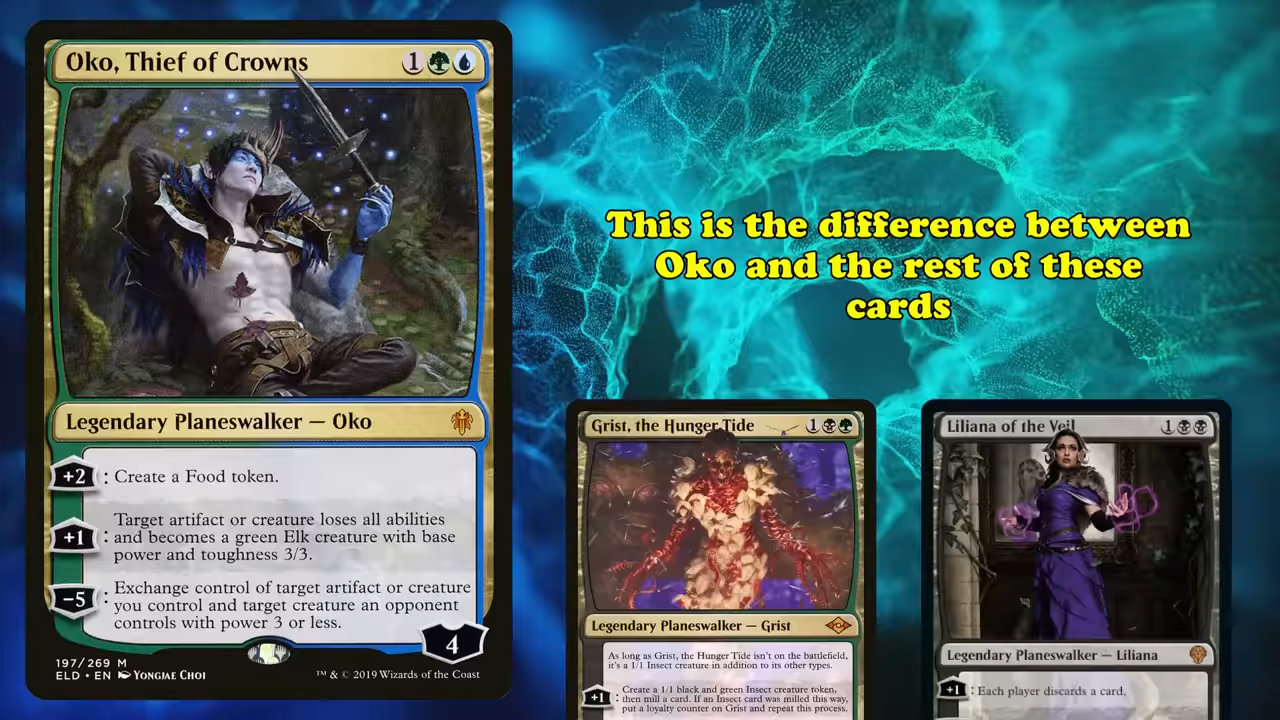 Oko, Thief of Crowns 1
Legendary Planeswalker — Oko
+2 : Create a Food token.
+1 : Target artifact or creature loses all abilities
and becomes a green Elk creature with base
power and toughness 3/3.
−5 : Exchange control of target artifact or creature
you control and target creature an opponent
controls with power 3 or less.
4
197/269 M
ELD • EN Yongjae Choi
™ & © 2019 Wizards of the Coast
This is the difference between
Oko and the rest of these
cards
Grist, the Hunger Tide 1
Legendary Planeswalker — Grist
As long as Grist, the Hunger Tide isn't on the battlefield,
it's a 1/1 Insect creature in addition to its other types.
+1 : Create a 1/1 black and green Insect creature token,
then mill a card. If an Insect card was milled this way,
put a loyalty counter on Grist and repeat this process.
Liliana of the Veil 1
Legendary Planeswalker — Liliana
+1 : Each player discards a card.